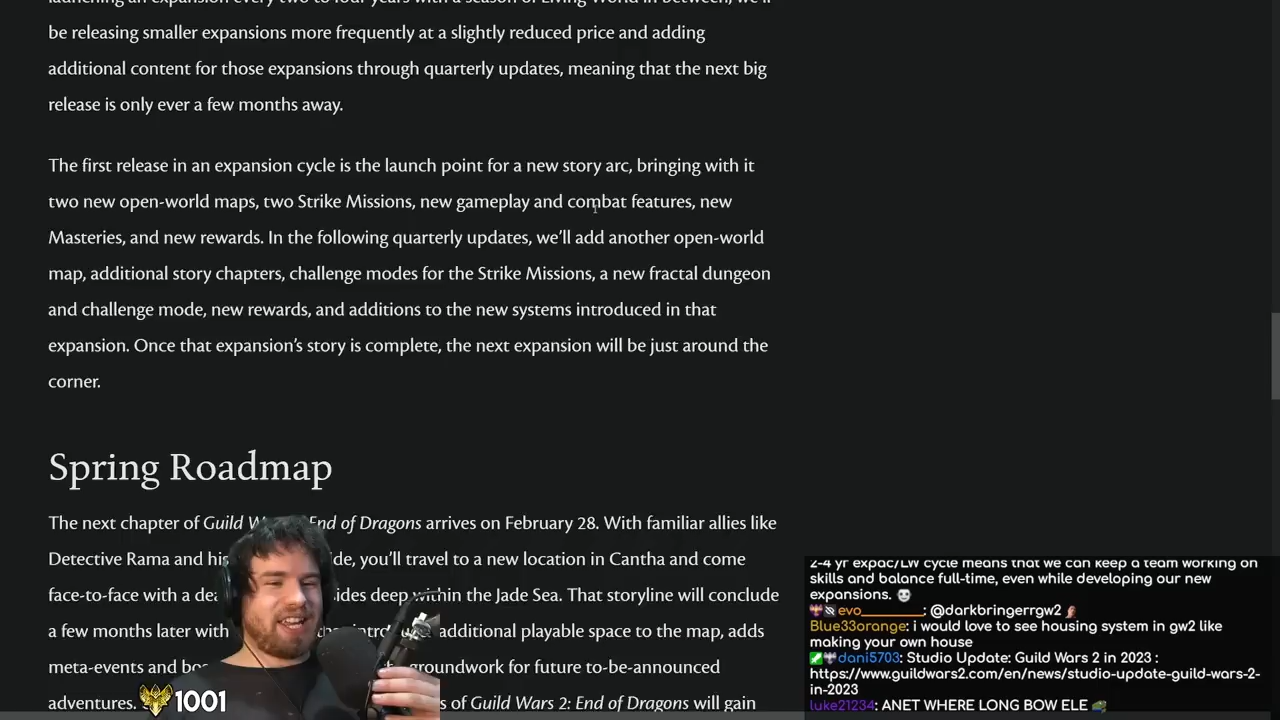 be releasing smaller expansions more frequently at a slightly reduced price and adding
additional content for those expansions through quarterly updates, meaning that the next big
release is only ever a few months away.
The first release in an expansion cycle is the launch point for a new story arc, bringing with it
two new open-world maps, two Strike Missions, new gameplay and combat features, new
Masteries, and new rewards. In the following quarterly updates, we’ll add another open-world
map, additional story chapters, challenge modes for the Strike Missions, a new fractal dungeon
and challenge mode, new rewards, and additions to the new systems introduced in that
expansion. Once that expansion’s story is complete, the next expansion will be just around the
corner.
Spring Roadmap
The next chapter of Guild End of Dragons arrives on February 28. With familiar allies like
Detective Rama and you’ll travel to a new location in Cantha and come
face-to-face with a deep within the Jade Sea. That storyline will conclude
a few months later with additional playable space to the map, adds
meta-events and groundwork for future to-be-announced
adventures. of Guild Wars 2: End of Dragons will gain
1001
2-4 yr expac/LW cycle means that we can keep a team working on
skills and balance full-time, even while developing our new
expansions.
evo_________: @darkbringerrgw2
Blue33orange: i would love to see housing system in gw2 like
making your own house
dani5703: Studio Update: Guild Wars 2 in 2023 :
https://www.guildwars2.com/en/news/studio-update-guild-wars-2-
in-2023
luke21234: ANET WHERE LONG BOW ELE